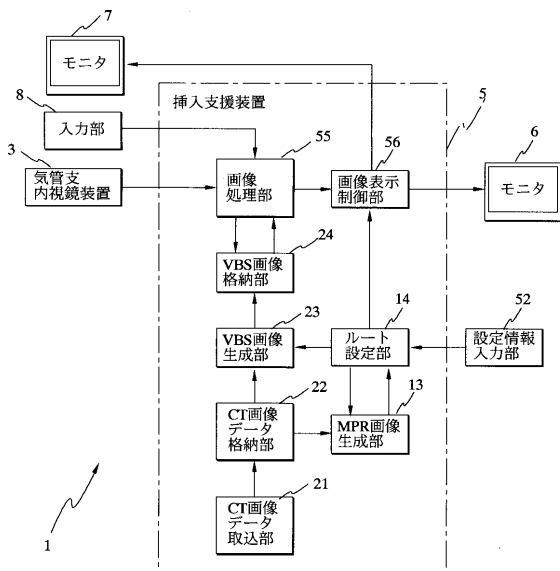 7
モニタ
8
入力部
3
気管支
内視鏡装置
挿入支援装置
5
55
画像
処理部
56
画像表示
制御部
6
モニタ
24
VBS画像
格納部
23
VBS画像
生成部
14
ルート
設定部
52
設定情報
入力部
22
CT画像
データ
格納部
13
MPR画像
生成部
21
CT画像
データ
取込部
1